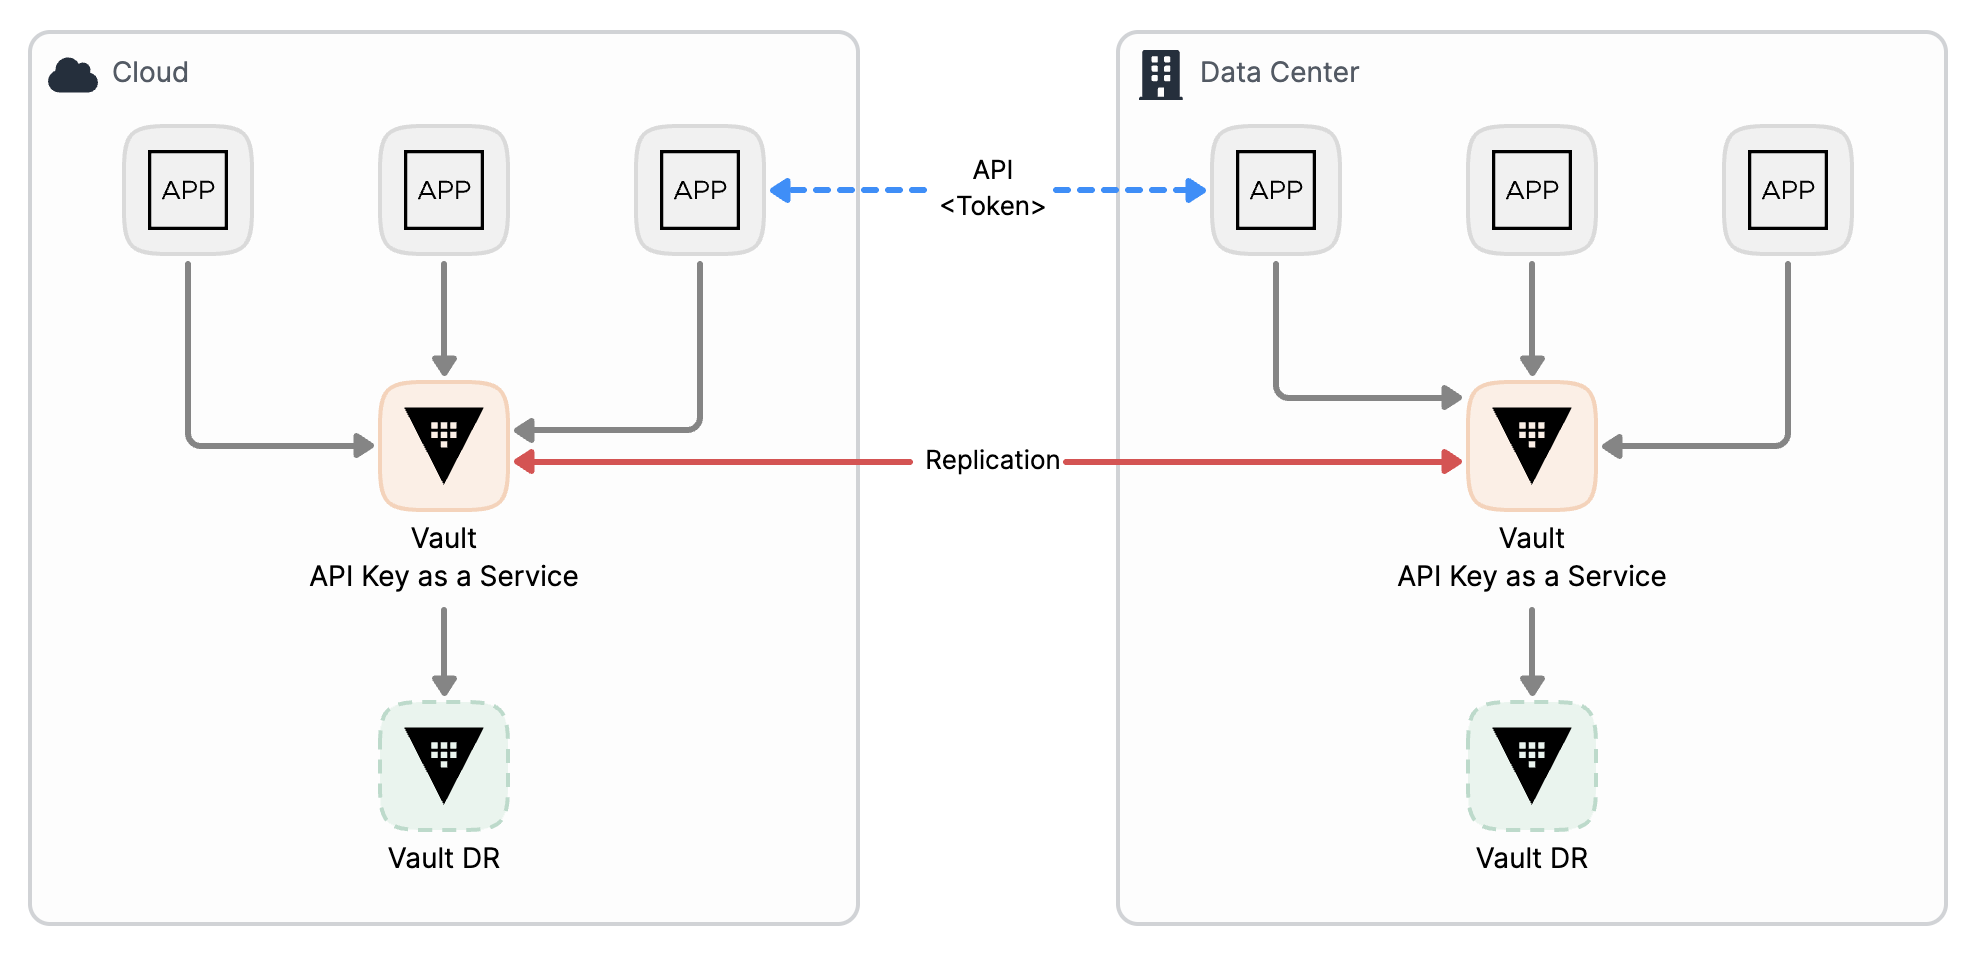 Cloud
Data Center
APP
APP
APP
API
<Token>
APP
APP
APP
Replication
Vault
API Key as a Service
Vault
API Key as a Service
Vault DR
Vault DR